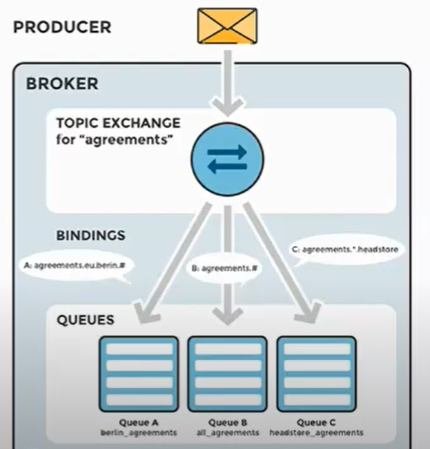 PRODUCER
BROKER
TOPIC EXCHANGE
for "agreements"
BINDINGS
C: agreements.*.headstore
A: agreements.eu.berin.#
B: agreements.#
QUEUES
Queue A
berlin_agreements
Queue B
all_agreements
Queue C
headstore_agreements